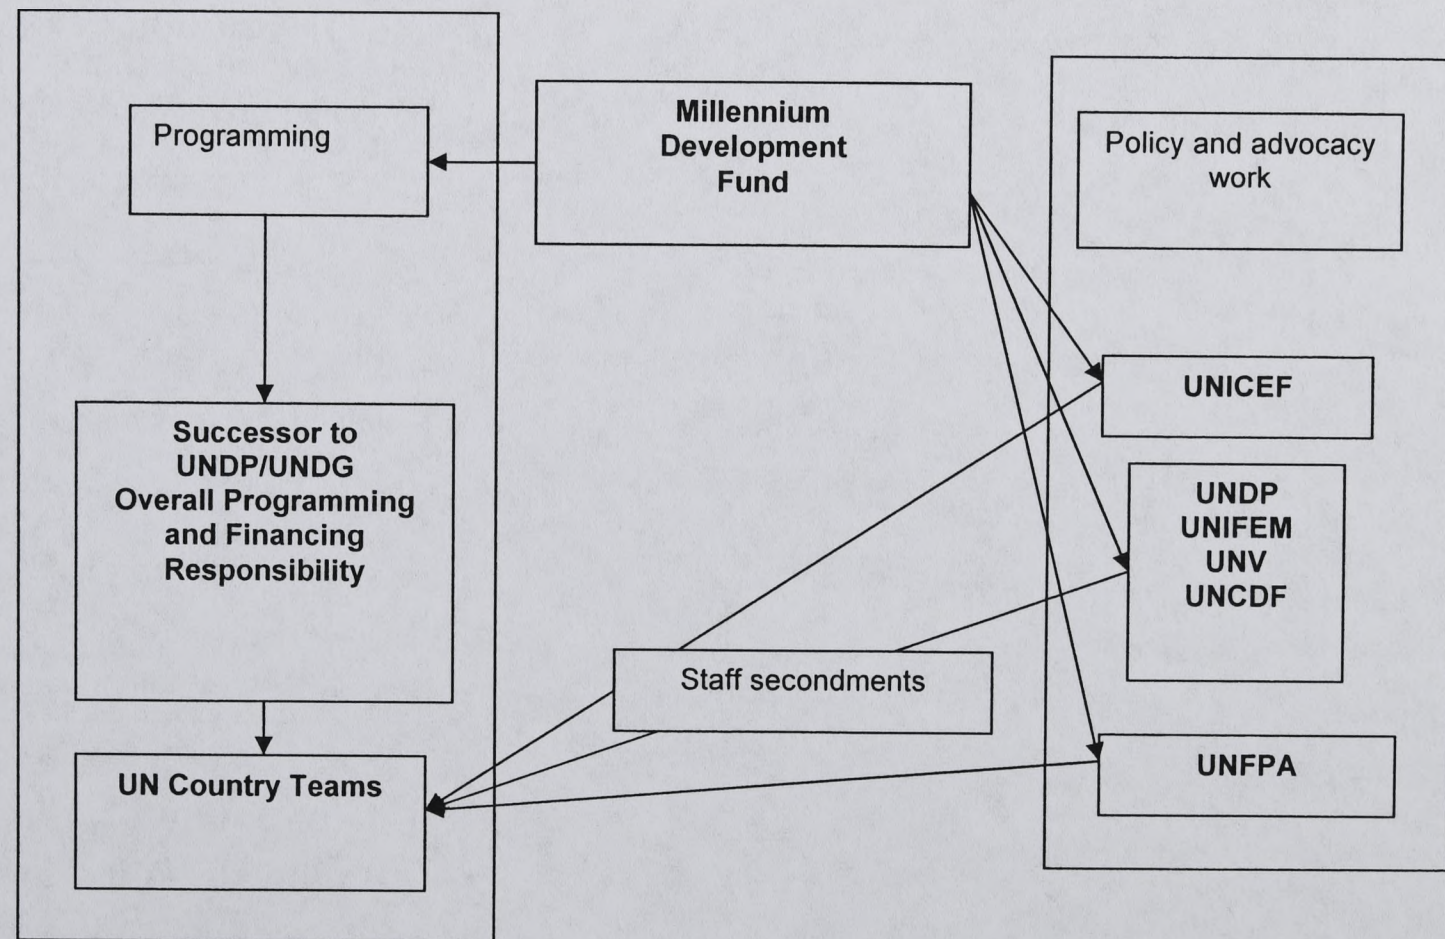 Programming
Millennium
Development
Fund
Policy and advocacy
work
Successor to
UNDP/UNDG
Overall Programming
and Financing
Responsibility
UN Country Teams
Staff secondments
UNICEF
UNDP
UNIFEM
UNV
UNCDF
UNFPA